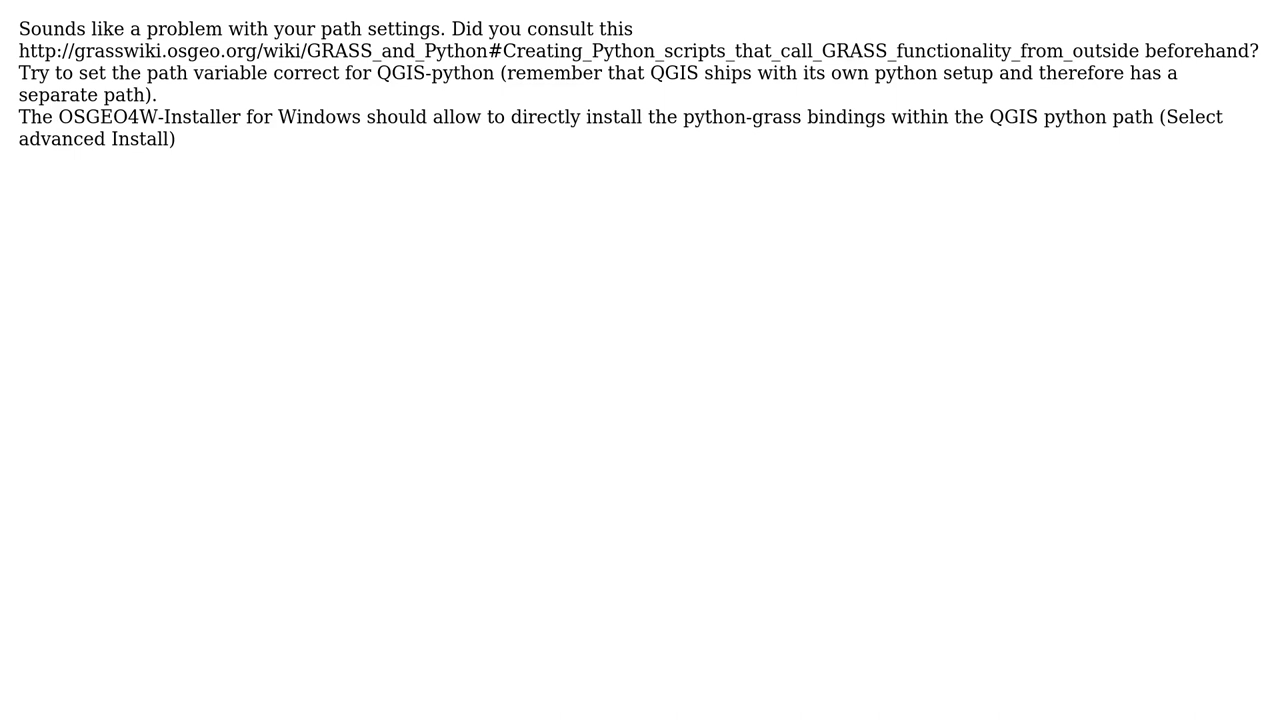 Sounds like a problem with your path settings. Did you consult this
http://grasswiki.osgeo.org/wiki/GRASS_and_Python#Creating_Python_scripts_that_call_GRASS_functionality_from_outside beforehand?
Try to set the path variable correct for QGIS-python (remember that QGIS ships with its own python setup and therefore has a
separate path).
The OSGEO4W-Installer for Windows should allow to directly install the python-grass bindings within the QGIS python path (Select
advanced Install)